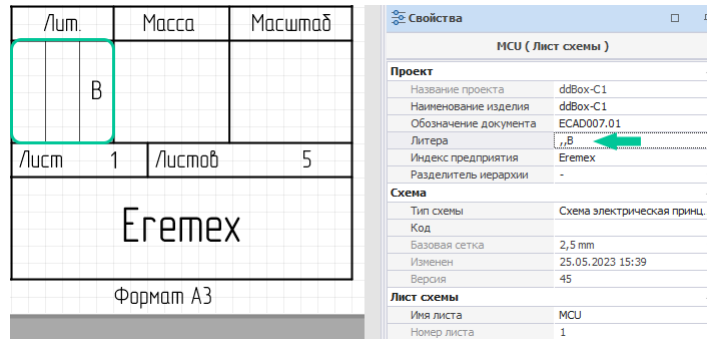 Лит. Масса Масштаб
В
Лист 1 Листов 5
Eremex
Формат А3
Свойства
MCU ( Лист схемы )
Проект
Название проекта ddBox-C1
Наименование изделия ddBox-C1
Обозначение документа ECAD007.01
Литера ,,В
Индекс предприятия Eremex
Разделитель иерархии -
Схема
Тип схемы Схема электрическая принц.
Код
Базовая сетка 2,5 mm
Изменен 25.05.2023 15:39
Версия 45
Лист схемы
Имя листа MCU
Номер листа 1